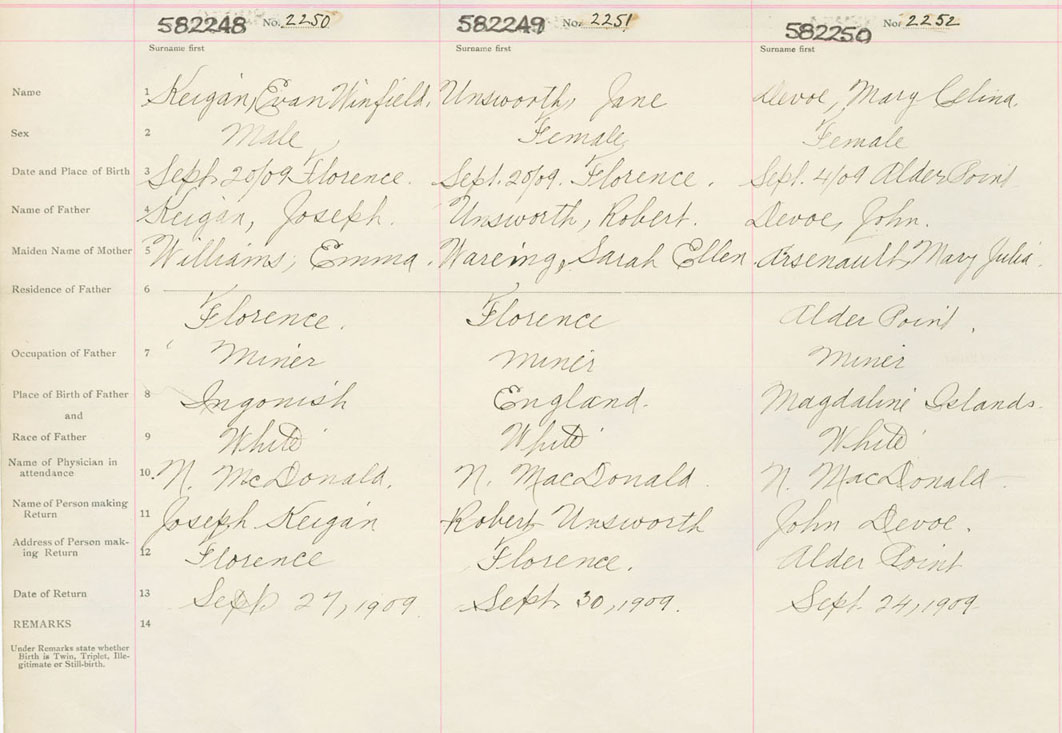 582248 No. 2250 582249 No. 2251 582250 No. 2252
Surname first Surname first Surname first
Name 1 Keigan, Evan Winfield. Unsworth, Jane Devoe, Mary Celina.
Sex 2 Male Female Female
Date and Place of Birth 3 Sept. 20/09 Florence. Sept. 20/09. Florence. Sept. 4/09 Alder Point
Name of Father 4 Keigan, Joseph. Unsworth, Robert. Devoe, John.
Maiden Name of Mother 5 Williams, Emma Wareing, Sarah Ellen Arsenault, Mary Julia.
Residence of Father 6
Florence. Florence Alder Point.
Occupation of Father 7 Miner Miner Miner
Place of Birth of Father 8 Ingonish England. Magdaline Islands.
and
Race of Father 9 White White White
Name of Physician in
attendance 10. N. McDonald. N. MacDonald. N. MacDonald
Name of Person making
Return 11 Joseph Keigan Robert Unsworth John Devoe.
Address of Person mak-
ing Return 12 Florence Florence. Alder Point
Date of Return 13 Sept 27, 1909 Sept. 30, 1909. Sept. 24, 1909
REMARKS 14
Under Remarks state whether
Birth is Twin, Triplet, Ille-
gitimate or Still-birth.